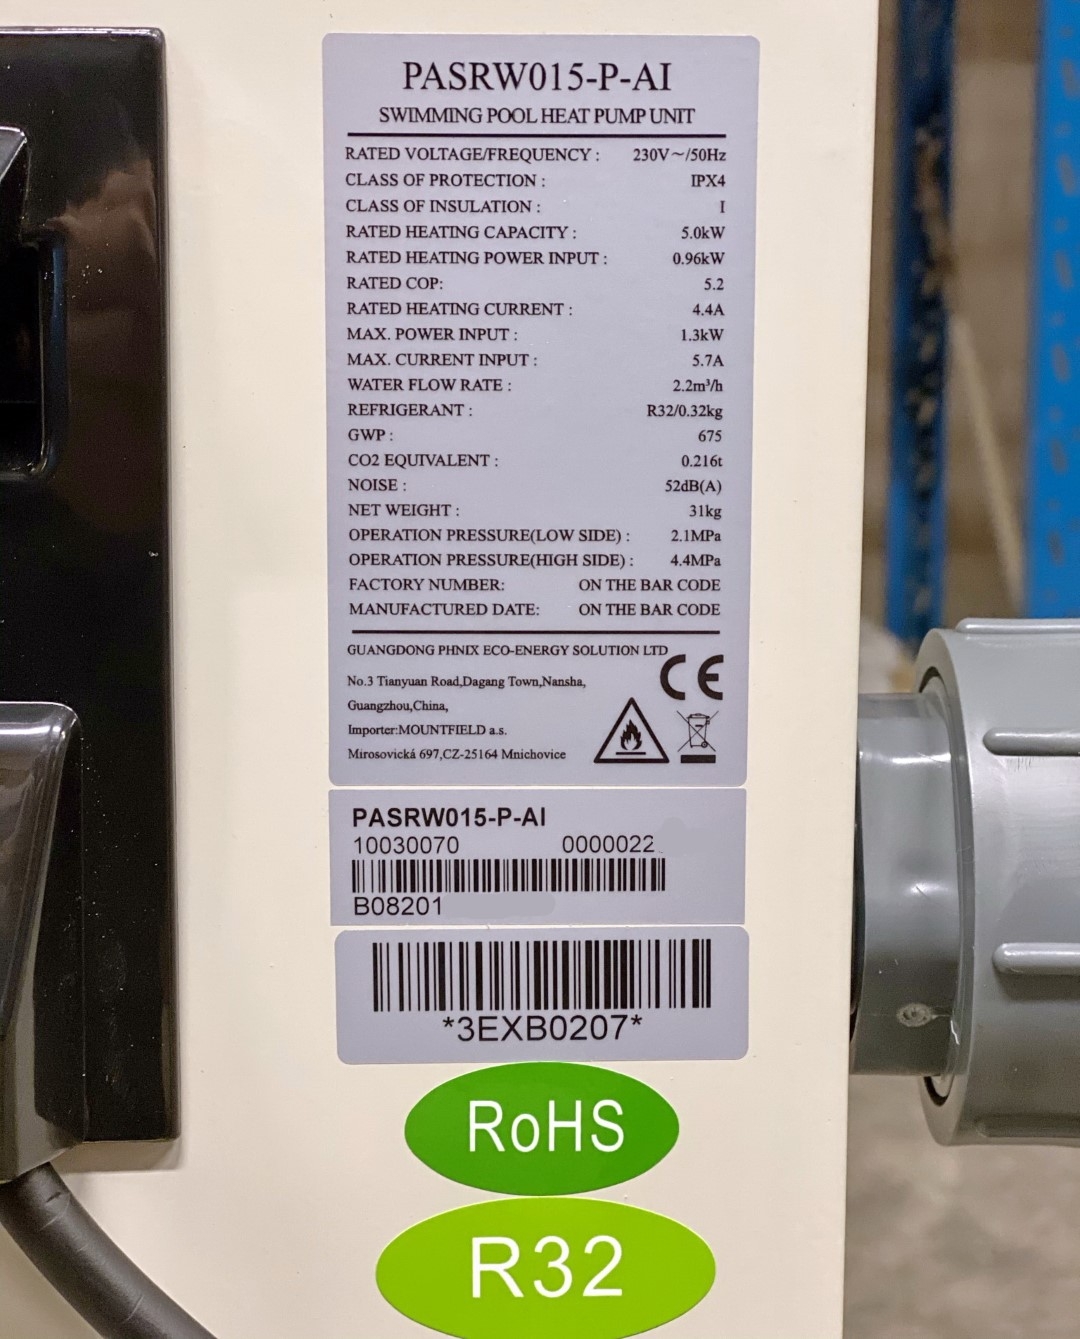 PASRW015-P-AI
SWIMMING POOL HEAT PUMP UNIT
RATED VOLTAGE/FREQUENCY : 230V～/50Hz
CLASS OF PROTECTION : IPX4
CLASS OF INSULATION : I
RATED HEATING CAPACITY : 5.0kW
RATED HEATING POWER INPUT : 0.96kW
RATED COP: 5.2
RATED HEATING CURRENT : 4.4A
MAX. POWER INPUT : 1.3kW
MAX. CURRENT INPUT : 5.7A
WATER FLOW RATE : 2.2m³/h
REFRIGERANT : R32/0.32kg
GWP : 675
CO2 EQUIVALENT : 0.216t
NOISE : 52dB(A)
NET WEIGHT : 31kg
OPERATION PRESSURE(LOW SIDE) : 2.1MPa
OPERATION PRESSURE(HIGH SIDE) : 4.4MPa
FACTORY NUMBER: ON THE BAR CODE
MANUFACTURED DATE: ON THE BAR CODE
GUANGDONG PHNIX ECO-ENERGY SOLUTION LTD
No.3 Tianyuan Road,Dagang Town,Nansha,
Guangzhou,China,
Importer:MOUNTFIELD a.s.
Mirosovická 697,CZ-25164 Mnichovice
CE
PASRW015-P-AI
10030070 0000022
B08201
*3EXB0207*
RoHS
R32